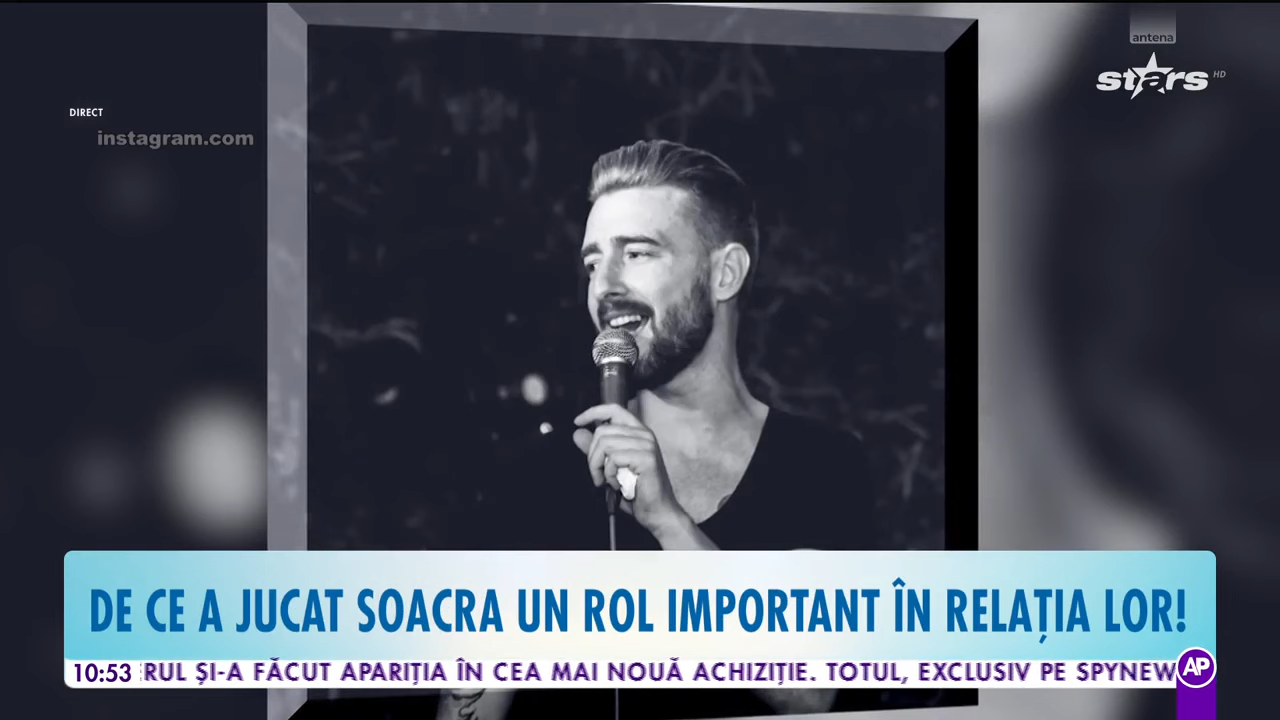 antena
stars HD
DIRECT
instagram.com
DE CE A JUCAT SOACRA UN ROL IMPORTANT ÎN RELAȚIA LOR!
10:53 ERUL ȘI-A FĂCUT APARIȚIA ÎN CEA MAI NOUĂ ACHIZIȚIE. TOTUL, EXCLUSIV PE SPYNEW
AP